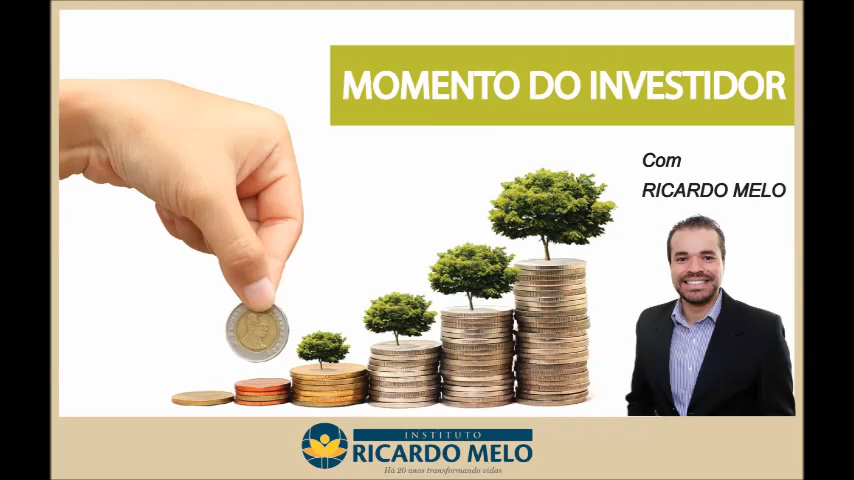 MOMENTO DO INVESTIDOR
Com
RICARDO MELO
INSTITUTO
RICARDO MELO
Há 20 anos transformando vidas